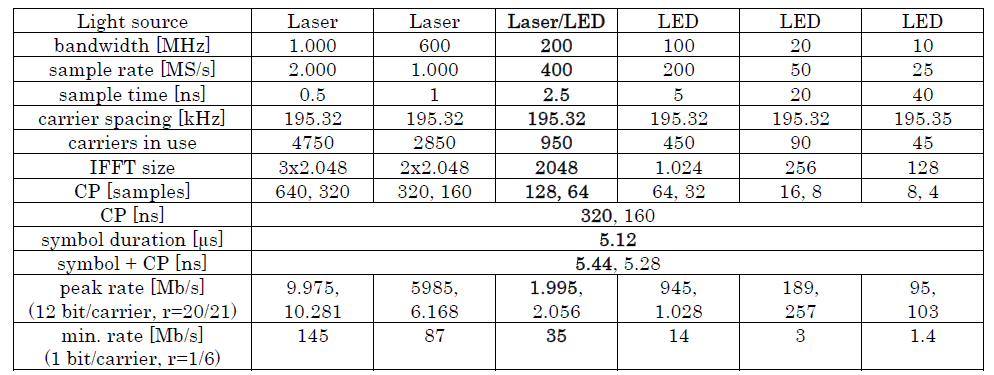 Light source Laser Laser Laser/LED LED LED LED
bandwidth [MHz] 1.000 600 200 100 20 10
sample rate [MS/s] 2.000 1.000 400 200 50 25
sample time [ns] 0.5 1 2.5 5 20 40
carrier spacing [kHz] 195.32 195.32 195.32 195.32 195.32 195.35
carriers in use 4750 2850 950 450 90 45
IFFT size 3x2.048 2x2.048 2048 1.024 256 128
CP [samples] 640, 320 320, 160 128, 64 64, 32 16, 8 8, 4
CP [ns] 320, 160
symbol duration [µs] 5.12
symbol + CP [ns] 5.44, 5.28
peak rate [Mb/s] 9.975, 5985, 1.995, 945, 189, 95,
(12 bit/carrier, r=20/21) 10.281 6.168 2.056 1.028 257 103
min. rate [Mb/s] 145 87 35 14 3 1.4
(1 bit/carrier, r=1/6)